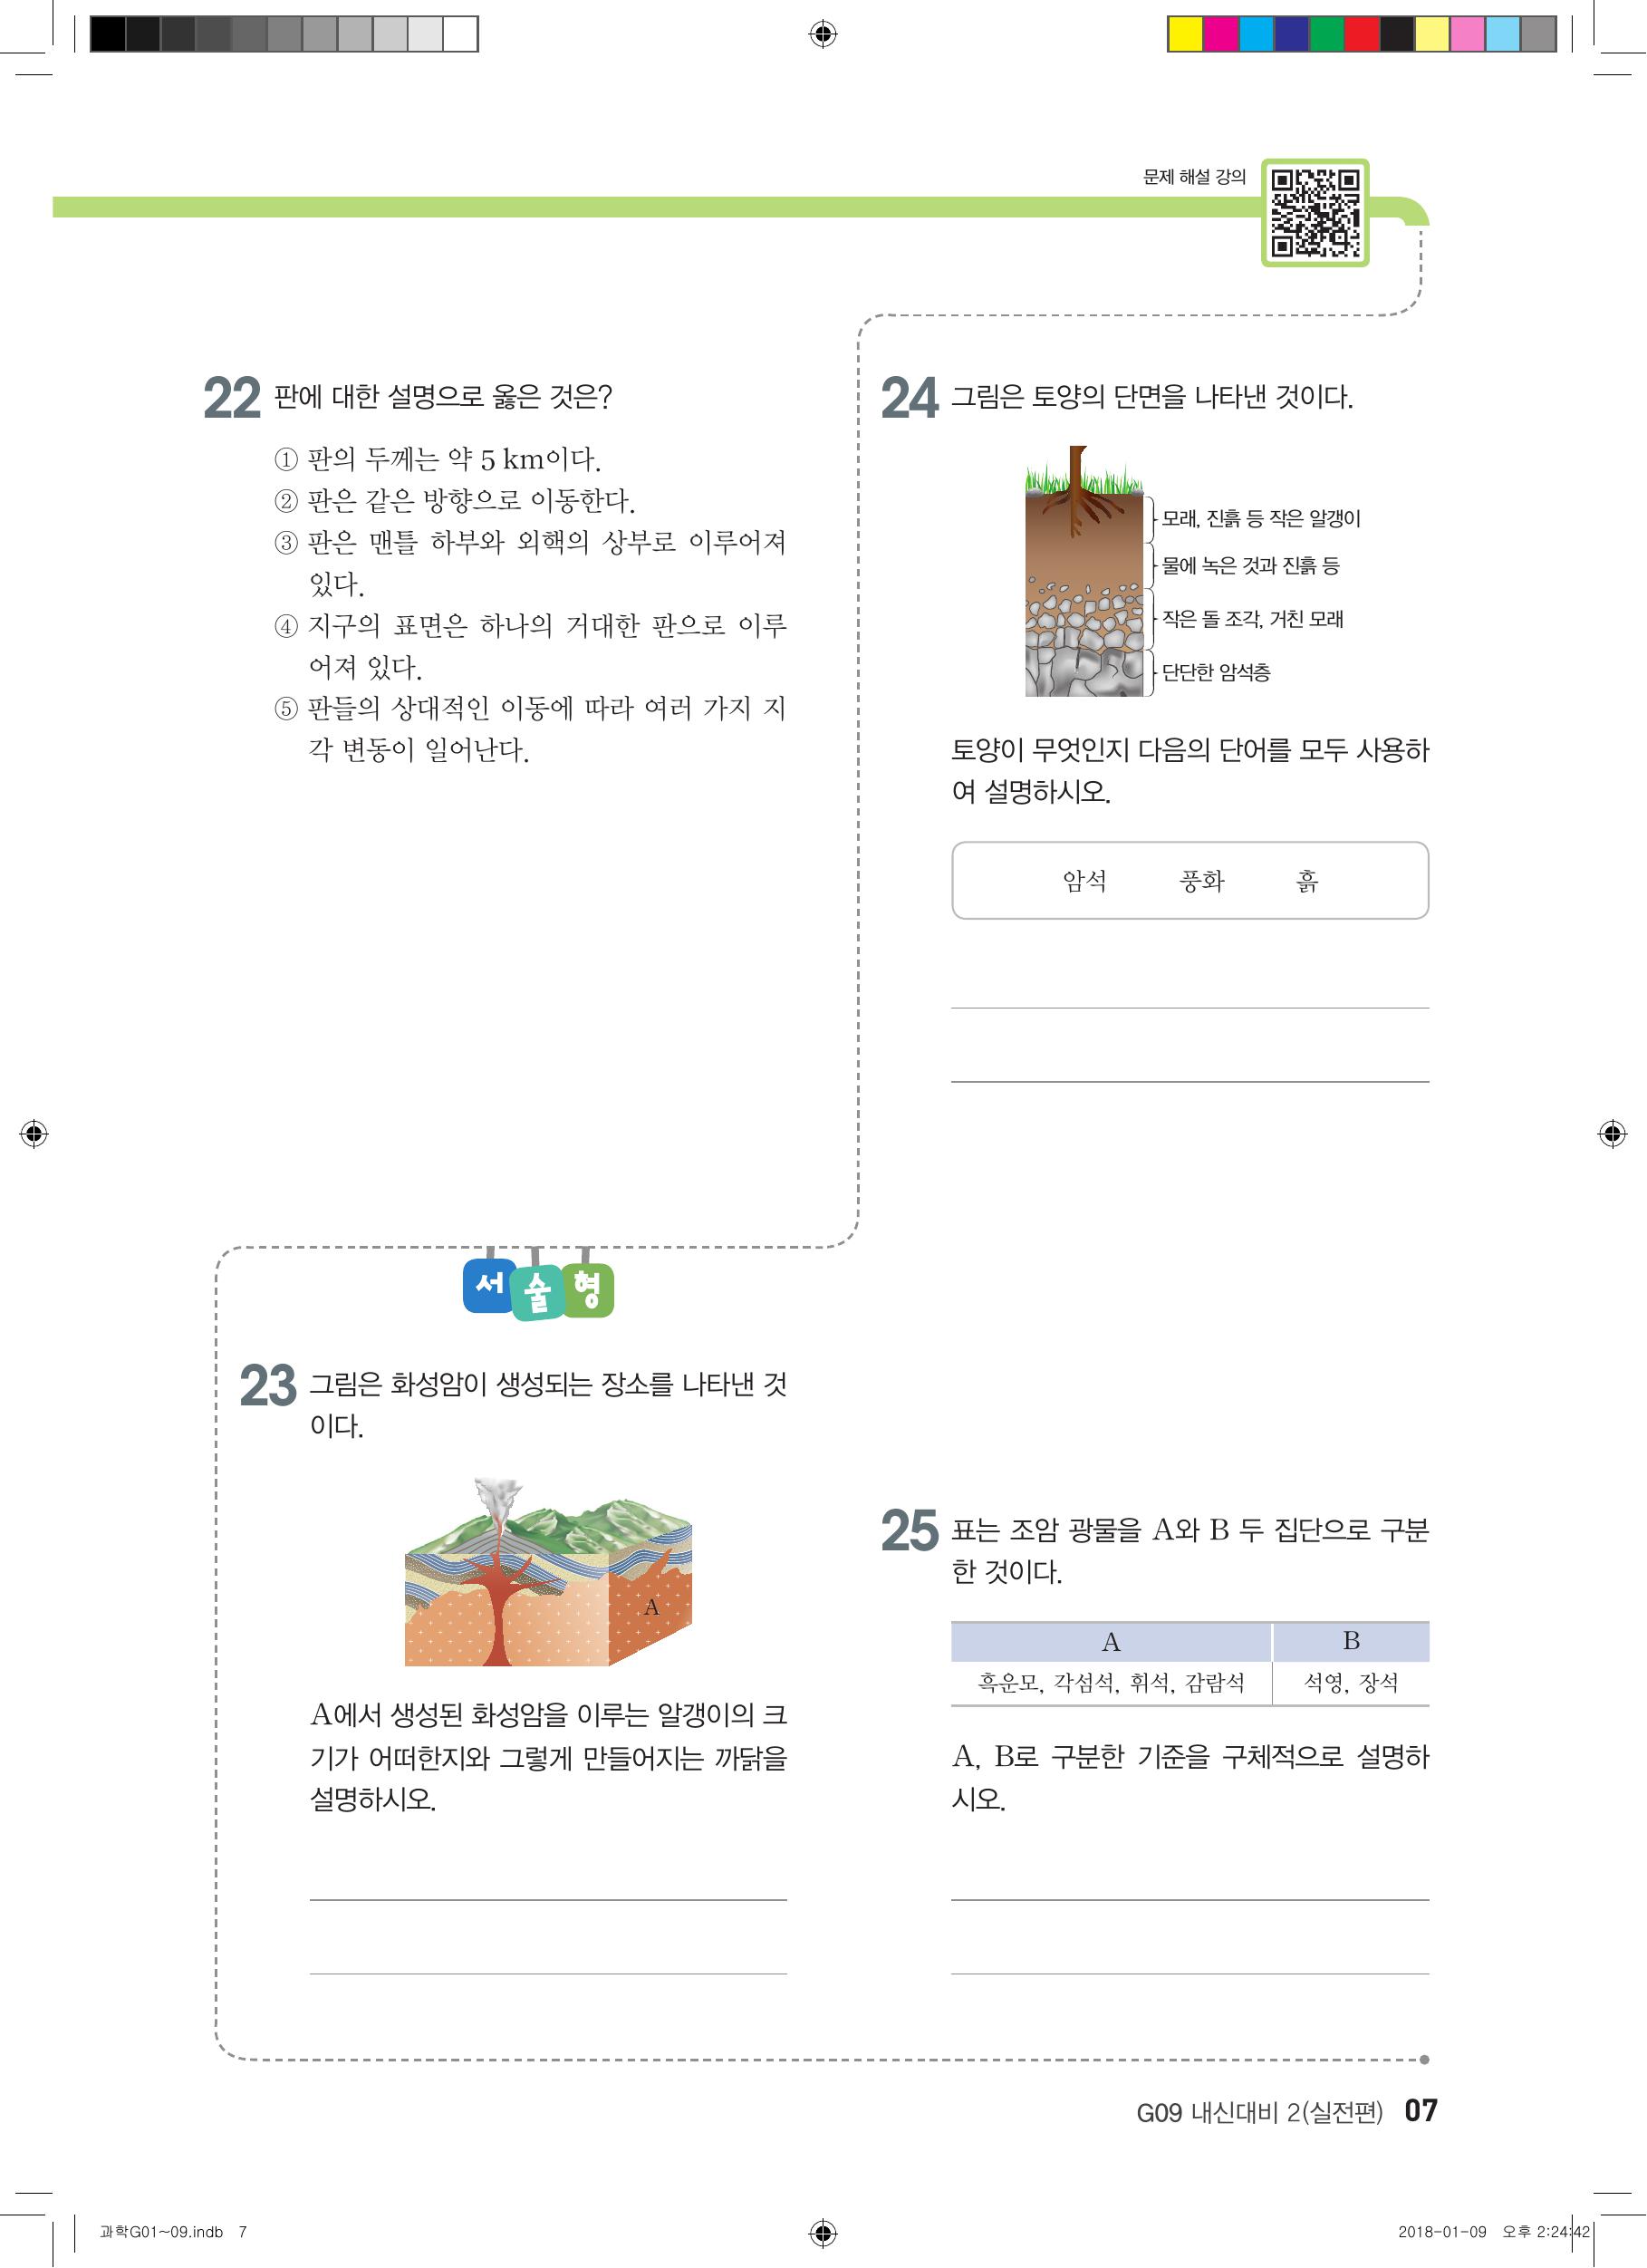 문제 해설 강의
22 판에 대한 설명으로 옳은 것은?
① 판의 두께는 약 5 km이다.
② 판은 같은 방향으로 이동한다.
③ 판은 맨틀 하부와 외핵의 상부로 이루어져
있다.
④ 지구의 표면은 하나의 거대한 판으로 이루
어져 있다.
⑤ 판들의 상대적인 이동에 따라 여러 가지 지
각 변동이 일어난다.
서술형
23 그림은 화성암이 생성되는 장소를 나타낸 것
이다.
A
A에서 생성된 화성암을 이루는 알갱이의 크
기가 어떠한지와 그렇게 만들어지는 까닭을
설명하시오.
24 그림은 토양의 단면을 나타낸 것이다.
모래, 진흙 등 작은 알갱이
물에 녹은 것과 진흙 등
작은 돌 조각, 거친 모래
단단한 암석층
토양이 무엇인지 다음의 단어를 모두 사용하
여 설명하시오.
암석 풍화 흙
25 표는 조암 광물을 A와 B 두 집단으로 구분
한 것이다.
A B
흑운모, 각섬석, 휘석, 감람석 석영, 장석
A, B로 구분한 기준을 구체적으로 설명하
시오.
G09 내신대비 2(실전편) 07
과학G01~09.indb 7
2018-01-09 오후 2:24:42